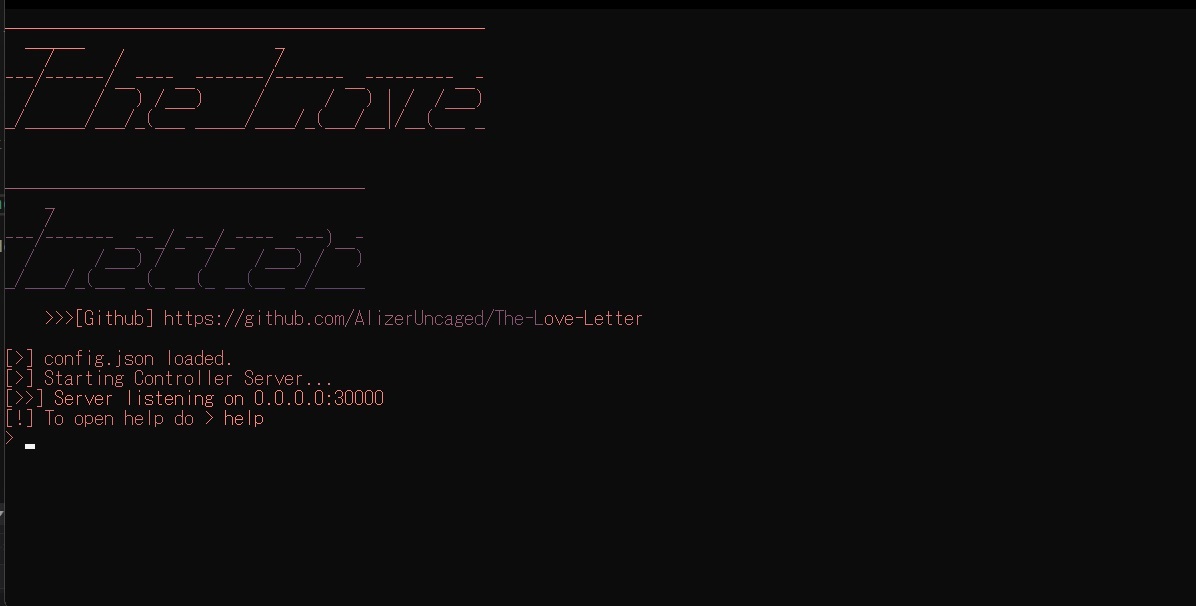 The Love
Letter
>>>[Github] https://github.com/AlizerUncaged/The-Love-Letter
[>] config.json loaded.
[>] Starting Controller Server...
[>>] Server listening on 0.0.0.0:30000
[!] To open help do > help
>